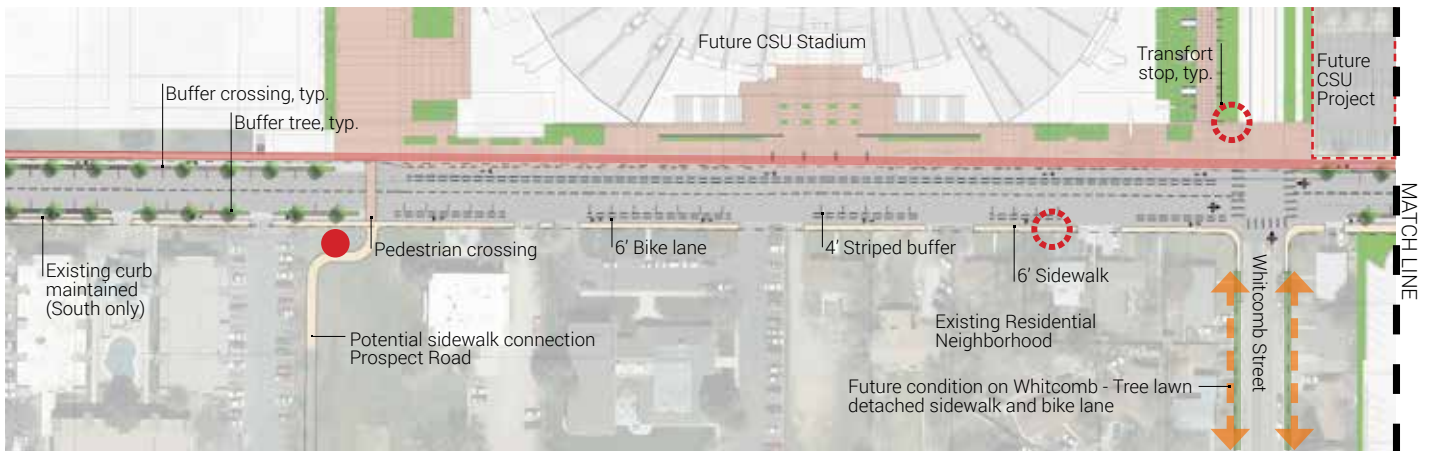 Future CSU Stadium
Transfort
stop, typ.
Future
CSU
Project
Buffer crossing, typ.
Buffer tree, typ.
MATCH LINE
Pedestrian crossing
6' Bike lane
4' Striped buffer
6' Sidewalk
Existing curb
maintained
(South only)
Whitcomb Street
Potential sidewalk connection
Prospect Road
Existing Residential
Neighborhood
Future condition on Whitcomb - Tree lawn
detached sidewalk and bike lane